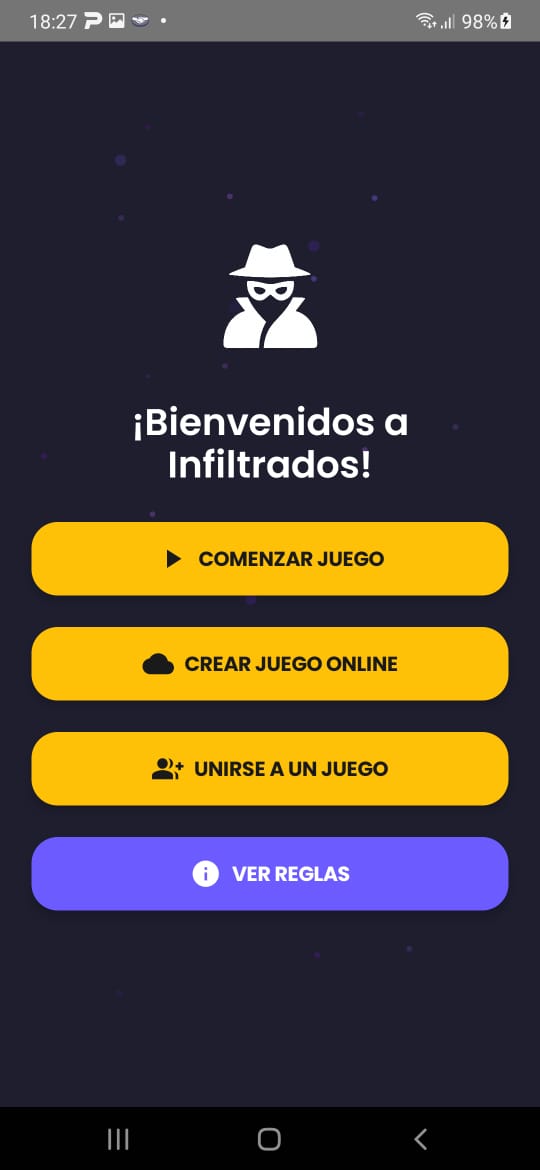 18:27
98%
¡Bienvenidos a
Infiltrados!
COMENZAR JUEGO
CREAR JUEGO ONLINE
UNIRSE A UN JUEGO
VER REGLAS